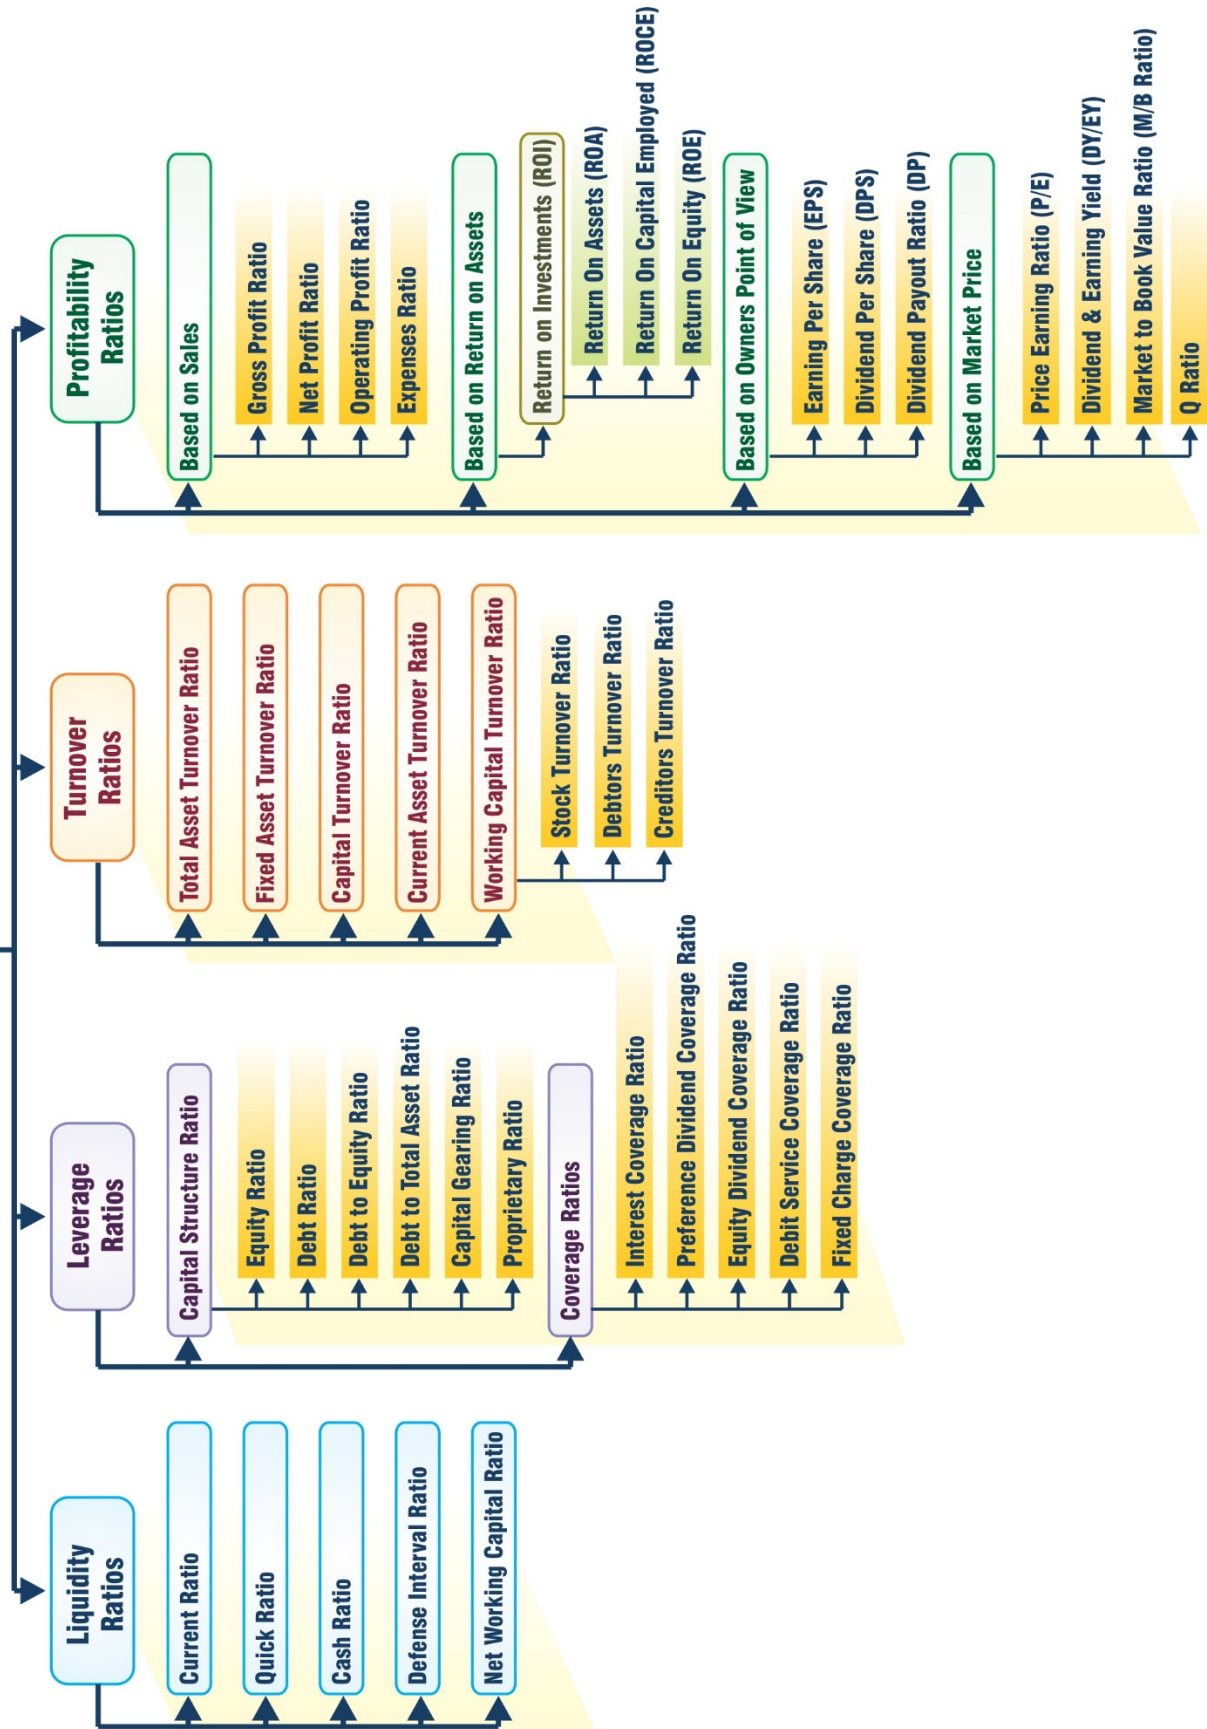 Liquidity
Ratios
Current Ratio
Quick Ratio
Cash Ratio
Defense Interval Ratio
Net Working Capital Ratio
Leverage
Ratios
Capital Structure Ratio
Equity Ratio
Debt Ratio
Debt to Equity Ratio
Debt to Total Asset Ratio
Capital Gearing Ratio
Proprietary Ratio
Coverage Ratios
Interest Coverage Ratio
Preference Dividend Coverage Ratio
Equity Dividend Coverage Ratio
Debit Service Coverage Ratio
Fixed Charge Coverage Ratio
Turnover
Ratios
Total Asset Turnover Ratio
Fixed Asset Turnover Ratio
Capital Turnover Ratio
Current Asset Turnover Ratio
Working Capital Turnover Ratio
Stock Turnover Ratio
Debtors Turnover Ratio
Creditors Turnover Ratio
Profitability
Ratios
Based on Sales
Gross Profit Ratio
Net Profit Ratio
Operating Profit Ratio
Expenses Ratio
Based on Return on Assets
Return on Investments (ROI)
Return On Assets (ROA)
Return On Capital Employed (ROCE)
Return On Equity (ROE)
Based on Owners Point of View
Earning Per Share (EPS)
Dividend Per Share (DPS)
Dividend Payout Ratio (DP)
Based on Market Price
Price Earning Ratio (P/E)
Dividend & Earning Yield (DY/EY)
Market to Book Value Ratio (M/B Ratio)
Q Ratio